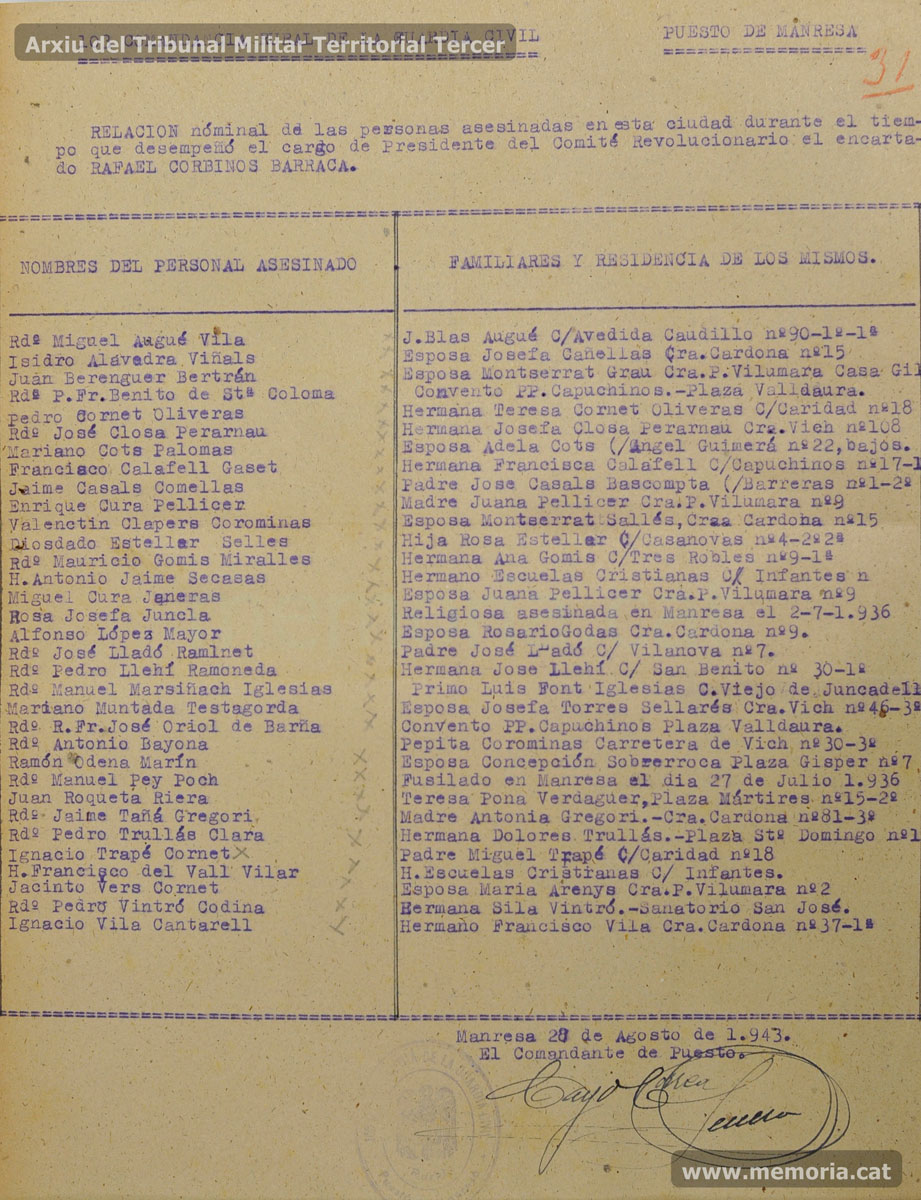 Arxiu del Tribunal Militar Territorial Tercer
COMANDANCIA RURAL DE LA GUARDIA CIVIL
PUESTO DE MANRESA
31
RELACION nóminal de las personas asesinadas en esta ciudad durante el tiem-
po que desempeñó el cargo de Presidente del Comité Revolucionario el encarta-
do RAFAEL CORBINOS BARRACA.
NOMBRES DEL PERSONAL ASESINADO FAMILIARES Y RESIDENCIA DE LOS MISMOS.
Rdº Miguel Augué Vila J.Blas Augué C/Avedida Caudillo nº90-1º-1ª
Isidro Alavedra Viñals Esposa Josefa Cañellas Cra.Cardona nº15
Juan Berenguer Bertrán Esposa Montserrat Grau Cra.P.Vilumara Casa Gil
Rdº P.Fr.Benito de Stª Coloma Convento PP.Capuchinos.-Plaza Valldaura.
pedro Cornet Oliveras Hermana Teresa Cornet Oliveras C/Caridad nº18
Rdº José Closa Perarnau Hermana Josefa Closa Perarnau Cra.Vich nº108
Mariano Cots Palomas Esposa Adela Cots (/Angel Guimerá nº22,bajos.
Francisco Calafell Gaset Hermana Francisca Calafell C/Capuchinos nº17-1
Jaime Casals Comellas Padre Jose Casals Bascompta (/Barreras nº1-2º
Enrique Cura Pellicer Madre Juana Pellicer Cra.P.Vilumara nº9
Valenctin Clapers Corominas Esposa Montserrat Sallés,Craa Cardona nº15
Diosdado Estellar Selles Hija Rosa Estellar C/Casanovas nº4-2º2ª
Rdº Mauricio Gomis Miralles Hermana Ana Gomis C/Tres Robles nº9-1ª
H.Antonio Jaime Secasas Hermano Escuelas Cristianas C/ Infantes n
Miguel Cura Janeras Esposa Juana Pellicer Cra.P.Vilumara nº9
Rosa Josefa Juncla Religiosa asesinada en Manresa el 2-7-1.936
Alfonso López Mayor Esposa RosarioGodas Cra.Cardona nº9.
Rdº José Lladó Ramlnet Padre José Lladó C/ Vilanova nº7.
Rdº Pedro Llehí Ramoneda Hermana Jose Llehí C/ San Benito nº 30-1º
Rdº Manuel Marsiñach Iglesias Primo Luis Font Iglesias C.Viejo de Juncadell
Mariano Muntada Testagorda Esposa Josefa Torres Sellarés Cra.Vich nº46-3º
Rdº R.Fr.José Oriol de Barña Convento PP.Capuchinos Plaza Valldaura.
Rdº Antonio Bayona Pepita Corominas Carretera de Vich nº30-3º
Ramón Odena Marín Esposa Concepción Sobrerroca Plaza Gisper nº7
Rdº Manuel Pey Poch Fusilado en Manresa el dia 27 de Julio 1.936
Juan Roqueta Riera Teresa Pona Verdaguer,Plaza Mártires nº15-2º
Rdº Jaime Tañá Gregori. Madre Antonia Gregori.-Cra.Cardona nº81-3º
Rdº Pedro Trullás Clara Hermana Dolores Trullás.-Plaza Stº Domingo nº1
Ignacio Trapé Cornet Padre Miguel Trapé C/Caridad nº18
H.Francisco del Vall Vilar H.Escuelas Cristianas C/ Infantes.
Jacinto Vers Cornet Esposa Maria Arenys Cra.P.Vilumara nº2
Rdº Pedro Vintró Codina Hermana Sila Vintró.-Sanatorio San José.
Ignacio Vila Cantarell Hermano Francisco Vila Cra.Cardona nº37-1ª
Manresa 28 de Agosto de 1.943.
El Comandante de Puesto.
Cayo
www.memoria.cat